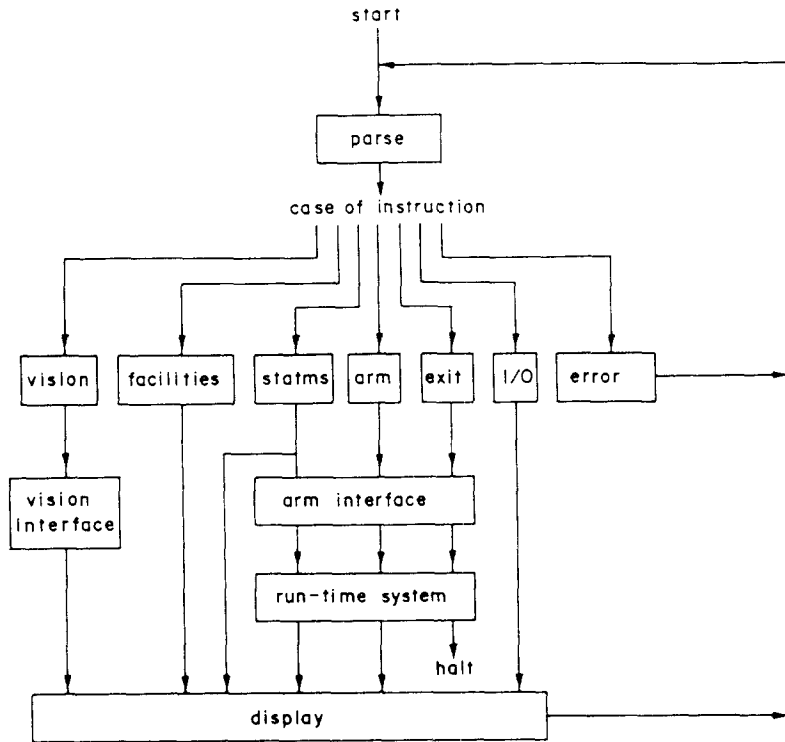 start
parse
case of instruction
vision
facilities
statms
arm
exit
I/O
error
vision
interface
arm interface
run-time system
halt
display